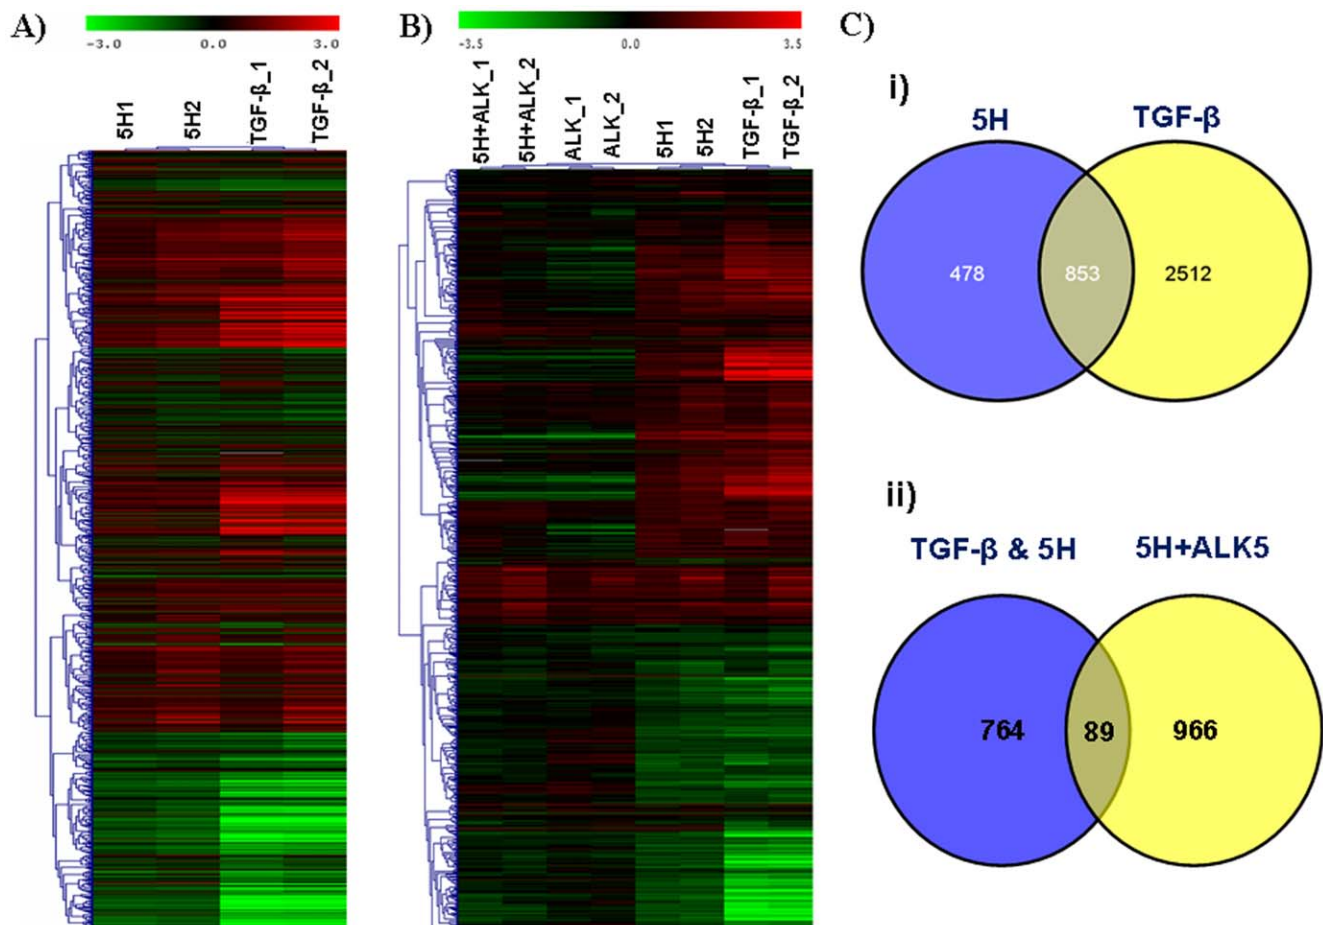 A)
-3.0 0.0 3.0
5H1
5H2
TGF-β_1
TGF-β_2
B)
-3.5 0.0 3.5
5H+ALK_1
5H+ALK_2
ALK_1
ALK_2
5H1
5H2
TGF-β_1
TGF-β_2
C)
i)
5H TGF-β
478 853 2512
ii)
TGF-β & 5H 5H+ALK5
764 89 966